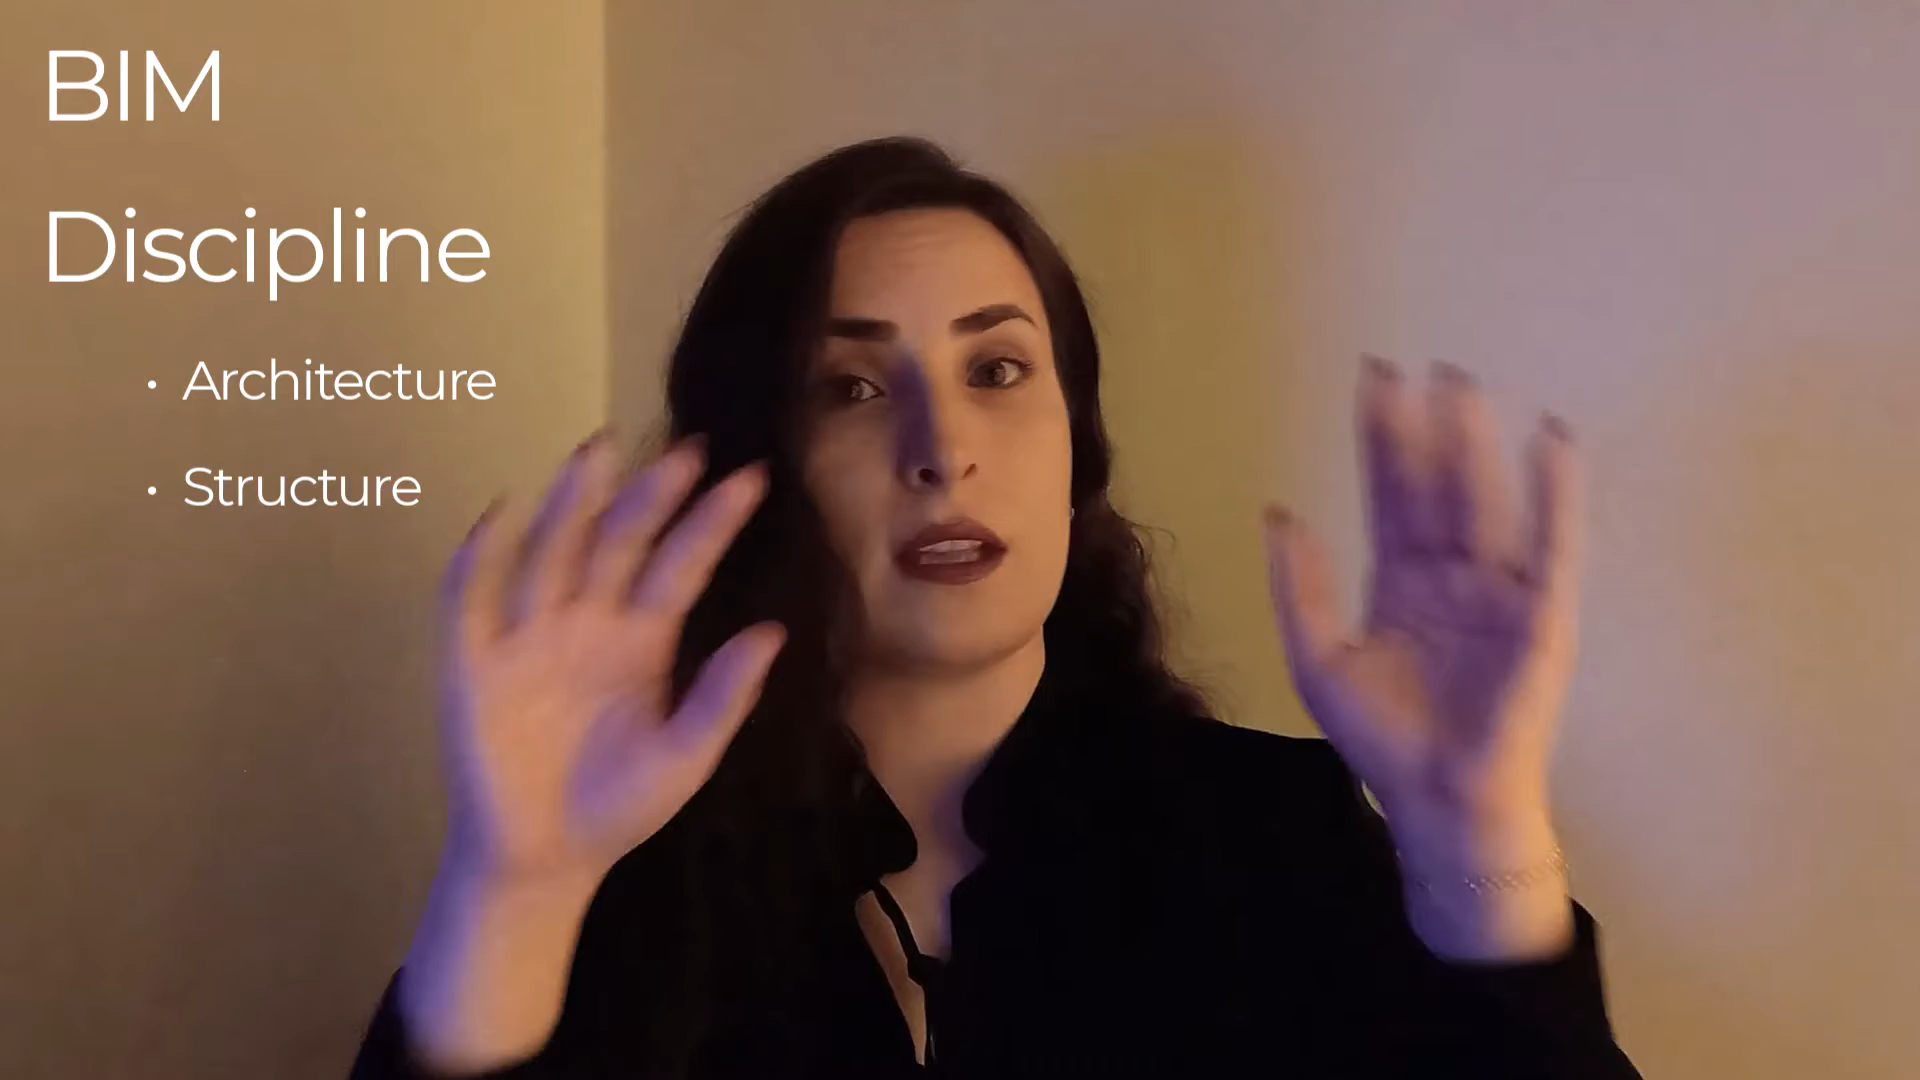 BIM
Discipline
• Architecture
• Structure